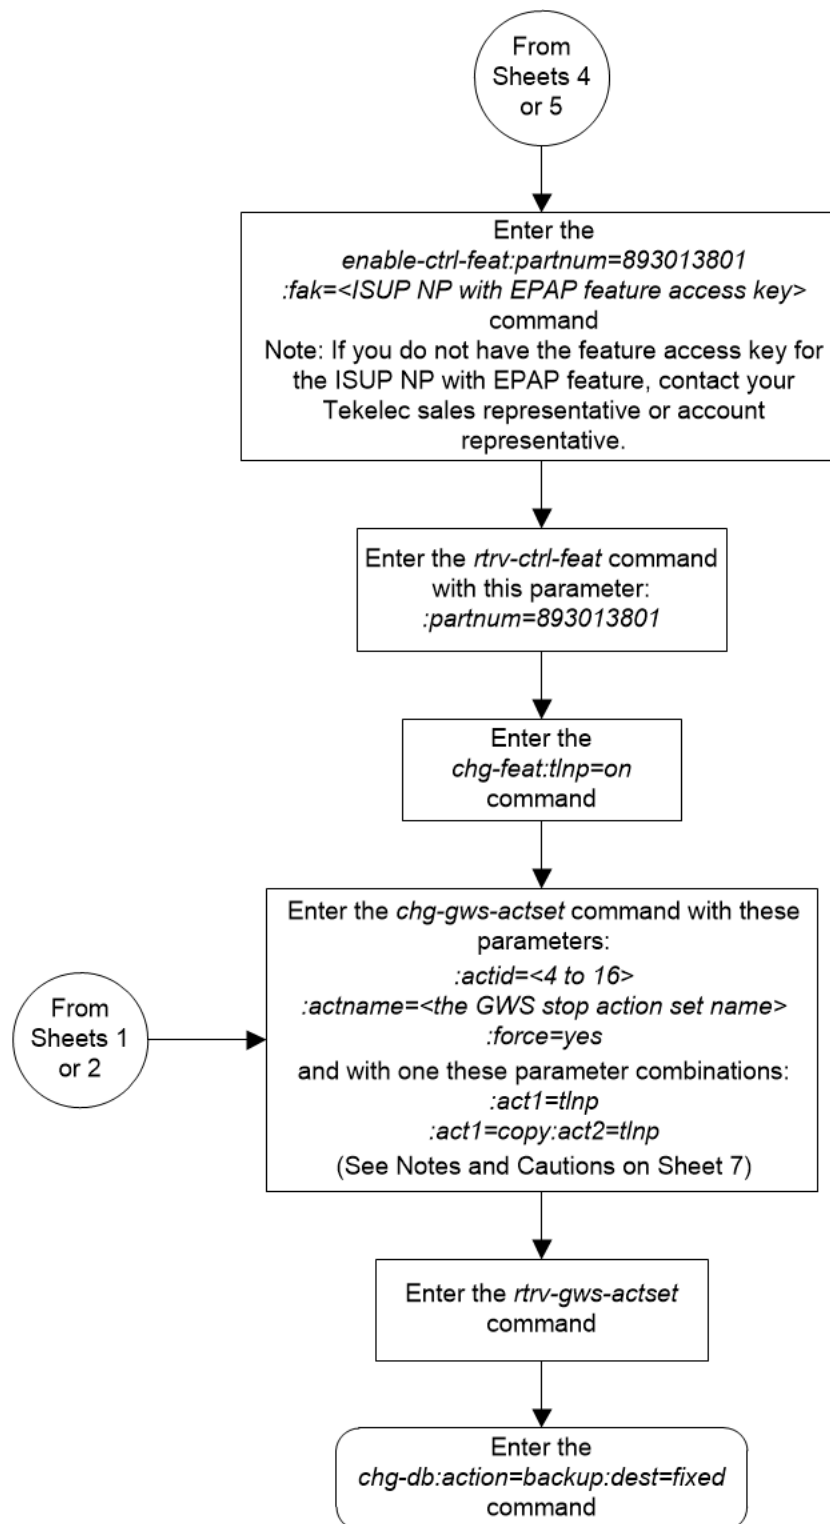 From
Sheets 4
or 5
Enter the
enable-ctrl-feat:partnum=893013801
:fak=<ISUP NP with EPAP feature access key>
command
Note: If you do not have the feature access key for
the ISUP NP with EPAP feature, contact your
Tekelec sales representative or account
representative.
Enter the rtrv-ctrl-feat command
with this parameter:
:partnum=893013801
Enter the
chg-feat:tlnp=on
command
Enter the chg-gws-actset command with these
parameters:
:actid=<4 to 16>
:actname=<the GWS stop action set name>
:force=yes
and with one these parameter combinations:
:act1=tlnp
:act1=copy:act2=tlnp
(See Notes and Cautions on Sheet 7)
From
Sheets 1
or 2
Enter the rtrv-gws-actset
command
Enter the
chg-db:action=backup:dest=fixed
command